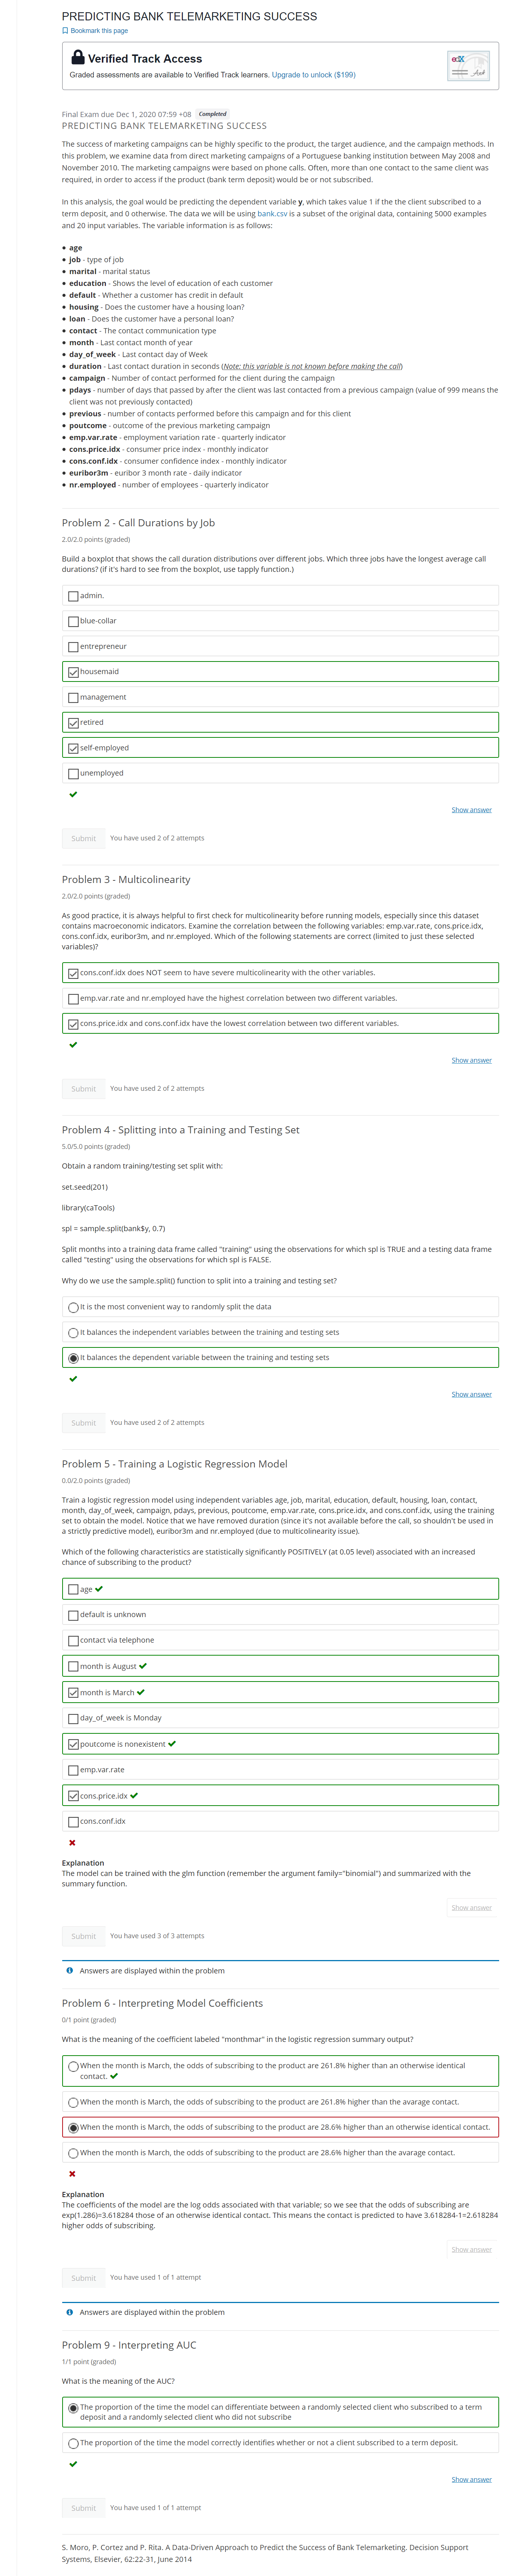 PREDICTING BANK TELEMARKETING SUCCESS
Bookmark this page
Verified Track Access
Graded assessments are available to Verified Track learners. Upgrade to unlock ($199)
edX
Final Exam due Dec 1, 2020 07:59 +08 Completed
PREDICTING BANK TELEMARKETING SUCCESS
The success of marketing campaigns can be highly specific to the product, the target audience, and the campaign methods. In
this problem, we examine data from direct marketing campaigns of a Portuguese banking institution between May 2008 and
November 2010. The marketing campaigns were based on phone calls. Often, more than one contact to the same client was
required, in order to access if the product (bank term deposit) would be or not subscribed.
In this analysis, the goal would be predicting the dependent variable y, which takes value 1 if the the client subscribed to a
term deposit, and 0 otherwise. The data we will be using bank.csv is a subset of the original data, containing 5000 examples
and 20 input variables. The variable information is as follows:
• age
• job - type of job
• marital - marital status
• education - Shows the level of education of each customer
• default - Whether a customer has credit in default
• housing - Does the customer have a housing loan?
• loan - Does the customer have a personal loan?
• contact - The contact communication type
• month - Last contact month of year
• day_of_week - Last contact day of Week
• duration - Last contact duration in seconds (Note: this variable is not known before making the call)
• campaign - Number of contact performed for the client during the campaign
• pdays - number of days that passed by after the client was last contacted from a previous campaign (value of 999 means the
client was not previously contacted)
• previous - number of contacts performed before this campaign and for this client
• poutcome - outcome of the previous marketing campaign
• emp.var.rate - employment variation rate - quarterly indicator
• cons.price.idx - consumer price index - monthly indicator
• cons.conf.idx - consumer confidence index - monthly indicator
• euribor3m - euribor 3 month rate - daily indicator
• nr.employed - number of employees - quarterly indicator
Problem 2 - Call Durations by Job
2.0/2.0 points (graded)
Build a boxplot that shows the call duration distributions over different jobs. Which three jobs have the longest average call
durations? (if it's hard to see from the boxplot, use tapply function.)
admin.
blue-collar
entrepreneur
housemaid
management
retired
self-employed
unemployed
Show answer
Submit You have used 2 of 2 attempts
Problem 3 - Multicolinearity
2.0/2.0 points (graded)
As good practice, it is always helpful to first check for multicolinearity before running models, especially since this dataset
contains macroeconomic indicators. Examine the correlation between the following variables: emp.var.rate, cons.price.idx,
cons.conf.idx, euribor3m, and nr.employed. Which of the following statements are correct (limited to just these selected
variables)?
cons.conf.idx does NOT seem to have severe multicolinearity with the other variables.
emp.var.rate and nr.employed have the highest correlation between two different variables.
cons.price.idx and cons.conf.idx have the lowest correlation between two different variables.
Show answer
Submit You have used 2 of 2 attempts
Problem 4 - Splitting into a Training and Testing Set
5.0/5.0 points (graded)
Obtain a random training/testing set split with:
set.seed(201)
library(caTools)
spl = sample.split(bank$y, 0.7)
Split months into a training data frame called "training" using the observations for which spl is TRUE and a testing data frame
called "testing" using the observations for which spl is FALSE.
Why do we use the sample.split() function to split into a training and testing set?
It is the most convenient way to randomly split the data
It balances the independent variables between the training and testing sets
It balances the dependent variable between the training and testing sets
Show answer
Submit You have used 2 of 2 attempts
Problem 5 - Training a Logistic Regression Model
0.0/2.0 points (graded)
Train a logistic regression model using independent variables age, job, marital, education, default, housing, loan, contact,
month, day_of_week, campaign, pdays, previous, poutcome, emp.var.rate, cons.price.idx, and cons.conf.idx, using the training
set to obtain the model. Notice that we have removed duration (since it's not available before the call, so shouldn't be used in
a strictly predictive model), euribor3m and nr.employed (due to multicolinearity issue).
Which of the following characteristics are statistically significantly POSITIVELY (at 0.05 level) associated with an increased
chance of subscribing to the product?
age
default is unknown
contact via telephone
month is August
month is March
day_of_week is Monday
poutcome is nonexistent
emp.var.rate
cons.price.idx
cons.conf.idx
Explanation
The model can be trained with the glm function (remember the argument family="binomial") and summarized with the
summary function.
Show answer
Submit You have used 3 of 3 attempts
Answers are displayed within the problem
Problem 6 - Interpreting Model Coefficients
0/1 point (graded)
What is the meaning of the coefficient labeled "monthmar" in the logistic regression summary output?
When the month is March, the odds of subscribing to the product are 261.8% higher than an otherwise identical
contact.
When the month is March, the odds of subscribing to the product are 261.8% higher than the avarage contact.
When the month is March, the odds of subscribing to the product are 28.6% higher than an otherwise identical contact.
When the month is March, the odds of subscribing to the product are 28.6% higher than the avarage contact.
Explanation
The coefficients of the model are the log odds associated with that variable; so we see that the odds of subscribing are
exp(1.286)=3.618284 those of an otherwise identical contact. This means the contact is predicted to have 3.618284-1=2.618284
higher odds of subscribing.
Show answer
Submit You have used 1 of 1 attempt
Answers are displayed within the problem
Problem 9 - Interpreting AUC
1/1 point (graded)
What is the meaning of the AUC?
The proportion of the time the model can differentiate between a randomly selected client who subscribed to a term
deposit and a randomly selected client who did not subscribe
The proportion of the time the model correctly identifies whether or not a client subscribed to a term deposit.
Show answer
Submit You have used 1 of 1 attempt
S. Moro, P. Cortez and P. Rita. A Data-Driven Approach to Predict the Success of Bank Telemarketing. Decision Support
Systems, Elsevier, 62:22-31, June 2014